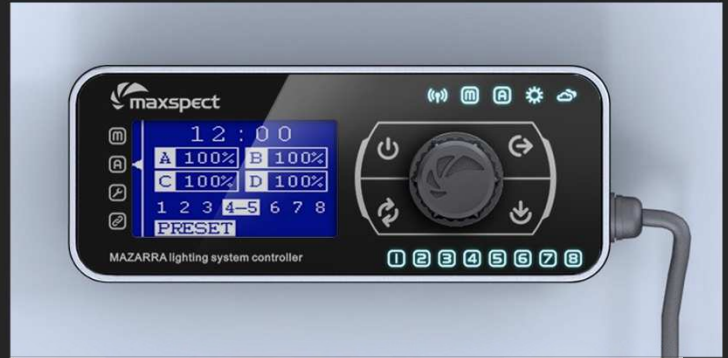 maxspect
M
A
12:00
A 100% B 100%
C 100% D 100%
1 2 3 4-5 6 7 8
PRESET
M A
MAZARRA lighting system controller
1 2 3 4 5 6 7 8